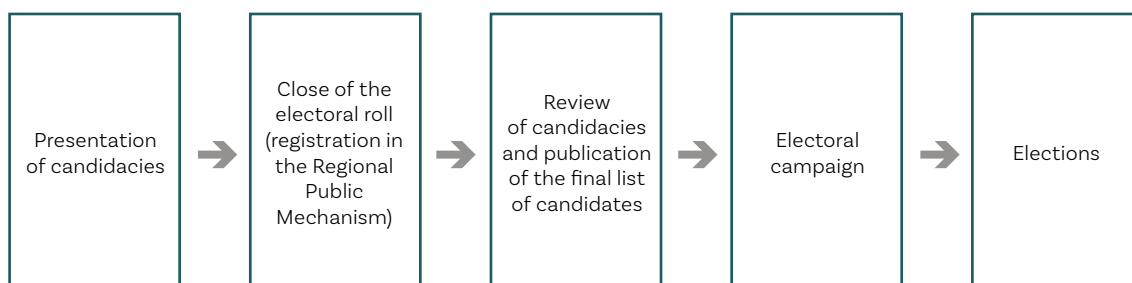 Presentation
of candidacies
Close of the
electoral roll
(registration in
the Regional
Public
Mechanism)
Review
of candidacies
and publication
of the final list
of candidates
Electoral
campaign
Elections